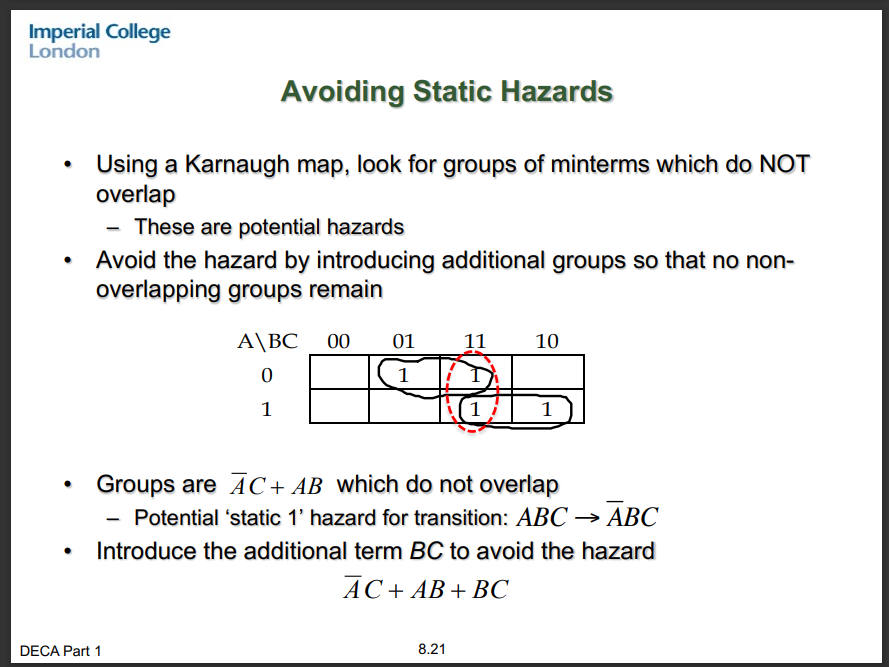 Imperial College
London
Avoiding Static Hazards
• Using a Karnaugh map, look for groups of minterms which do NOT
overlap
– These are potential hazards
• Avoid the hazard by introducing additional groups so that no non-
overlapping groups remain
A\BC 00 01 11 10
0 1 1
1 1 1
• Groups are A̅C + AB which do not overlap
– Potential ‘static 1’ hazard for transition: ABC → A̅BC
• Introduce the additional term BC to avoid the hazard
A̅C + AB + BC
DECA Part 1 8.21